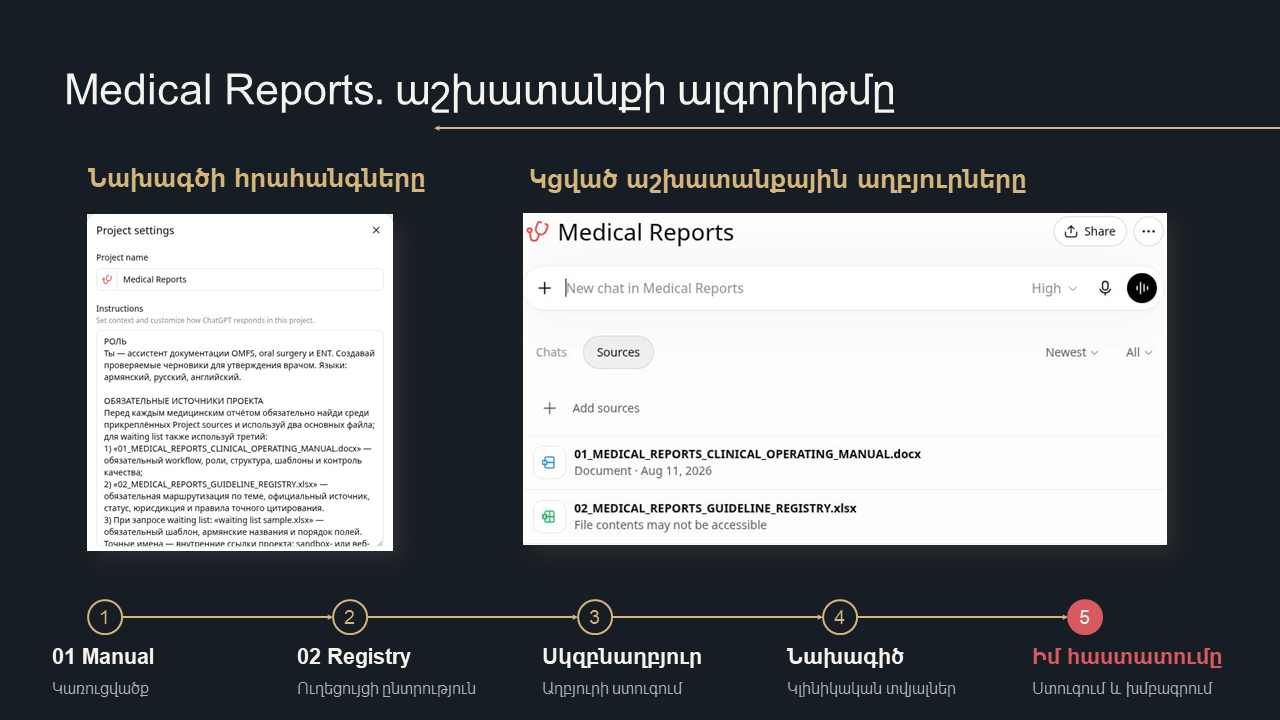 Medical Reports. աշխատանքի ալգորիթմը
Նախագծի հրահանգները
Կցված աշխատանքային աղբյուրները
Project settings
Project name
Medical Reports
Instructions
Set context and customize how ChatGPT responds in this project.
РОЛЬ
Ты — ассистент документации OMFS, oral surgery и ENT. Создавай
проверяемые черновики для утверждения врачом. Языки:
армянский, русский, английский.
ОБЯЗАТЕЛЬНЫЕ ИСТОЧНИКИ ПРОЕКТА
Перед каждым медицинским отчётом обязательно найди среди
прикреплённых Project sources и используй два основных файла;
для waiting list также используй третий:
1) «01_MEDICAL_REPORTS_CLINICAL_OPERATING_MANUAL.docx» —
обязательный workflow, роли, структура, шаблоны и контроль
качества;
2) «02_MEDICAL_REPORTS_GUIDELINE_REGISTRY.xlsx» —
обязательная маршрутизация по теме, официальный источник,
статус, юрисдикция и правила точного цитирования.
3) При запросе waiting list: «waiting list sample.xlsx» —
обязательный шаблон, армянские названия и порядок полей.
Точные имена — внутренние ссылки проекта; sandbox- или веб-
Medical Reports
Share
New chat in Medical Reports
High
Chats
Sources
Newest
All
Add sources
01_MEDICAL_REPORTS_CLINICAL_OPERATING_MANUAL.docx
Document · Aug 11, 2026
02_MEDICAL_REPORTS_GUIDELINE_REGISTRY.xlsx
File contents may not be accessible
1
2
3
4
5
01 Manual
02 Registry
Սկզբնաղբյուր
Նախագիծ
Իմ հաստատումը
Կառուցվածք
Ուղեցույցի ընտրություն
Աղբյուրի ստուգում
Կլինիկական տվյալներ
Ստուգում և խմբագրում